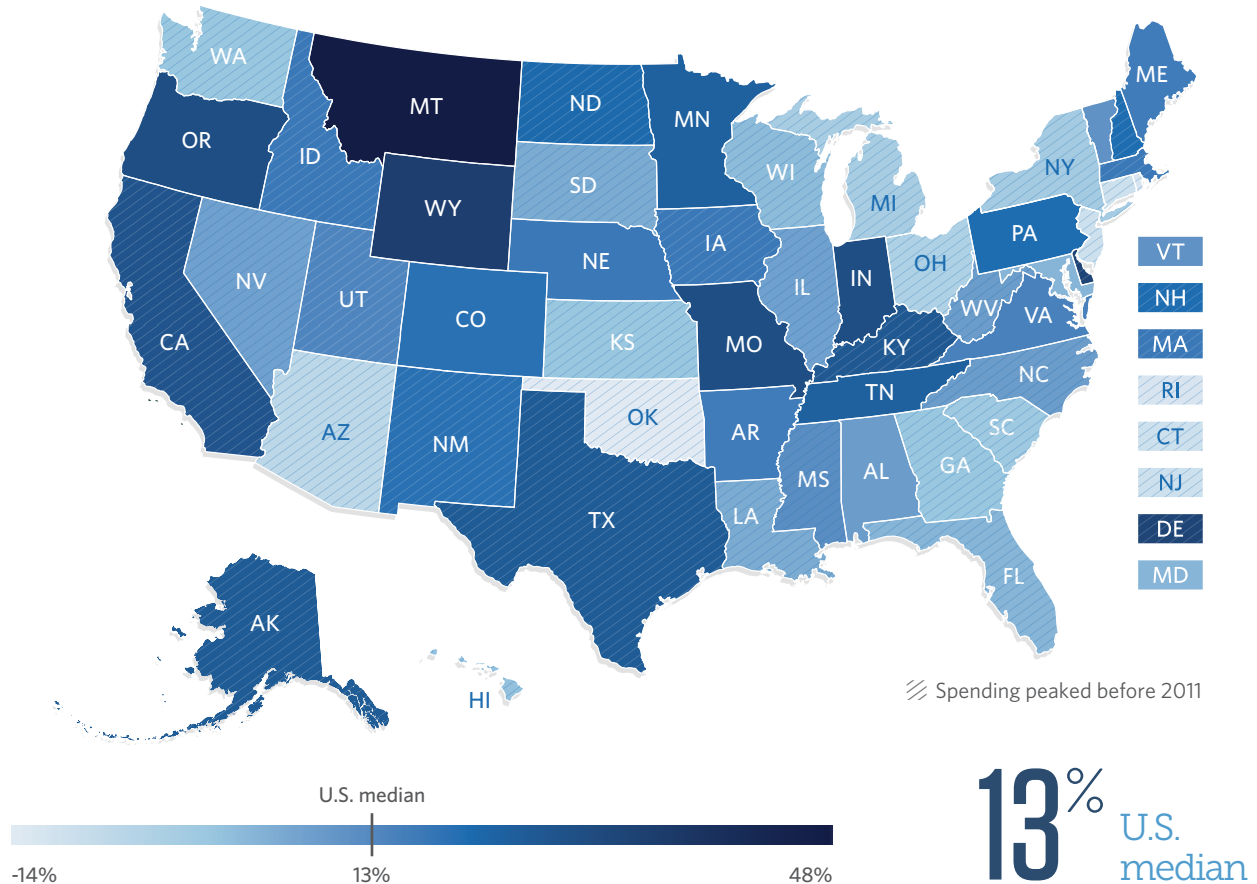 WA
MT
ND
MN
ME
OR
ID
SD
WI
NY
MI
WY
IA
PA
NE
OH
VT
NV
UT
IL
IN
NH
CO
WV
VA
CA
KS
MO
KY
MA
NC
TN
RI
AZ
OK
NM
AR
SC
CT
MS
AL
GA
NJ
TX
LA
DE
FL
MD
AK
HI
Spending peaked before 2011
U.S. median
-14%
13%
48%
13%
U.S.
median